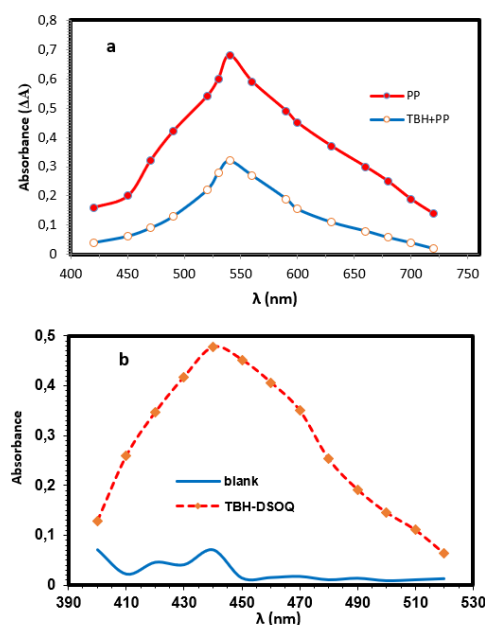 a
0,8
0,7
0,6
0,5
0,4
0,3
0,2
0,1
0
Absorbance (ΔA)
PP
TBH+PP
400 450 500 550 600 650 700 750
λ (nm)
b
0,5
0,4
0,3
0,2
0,1
0
Absorbance
blank
TBH-DSOQ
390 410 430 450 470 490 510 530
λ (nm)